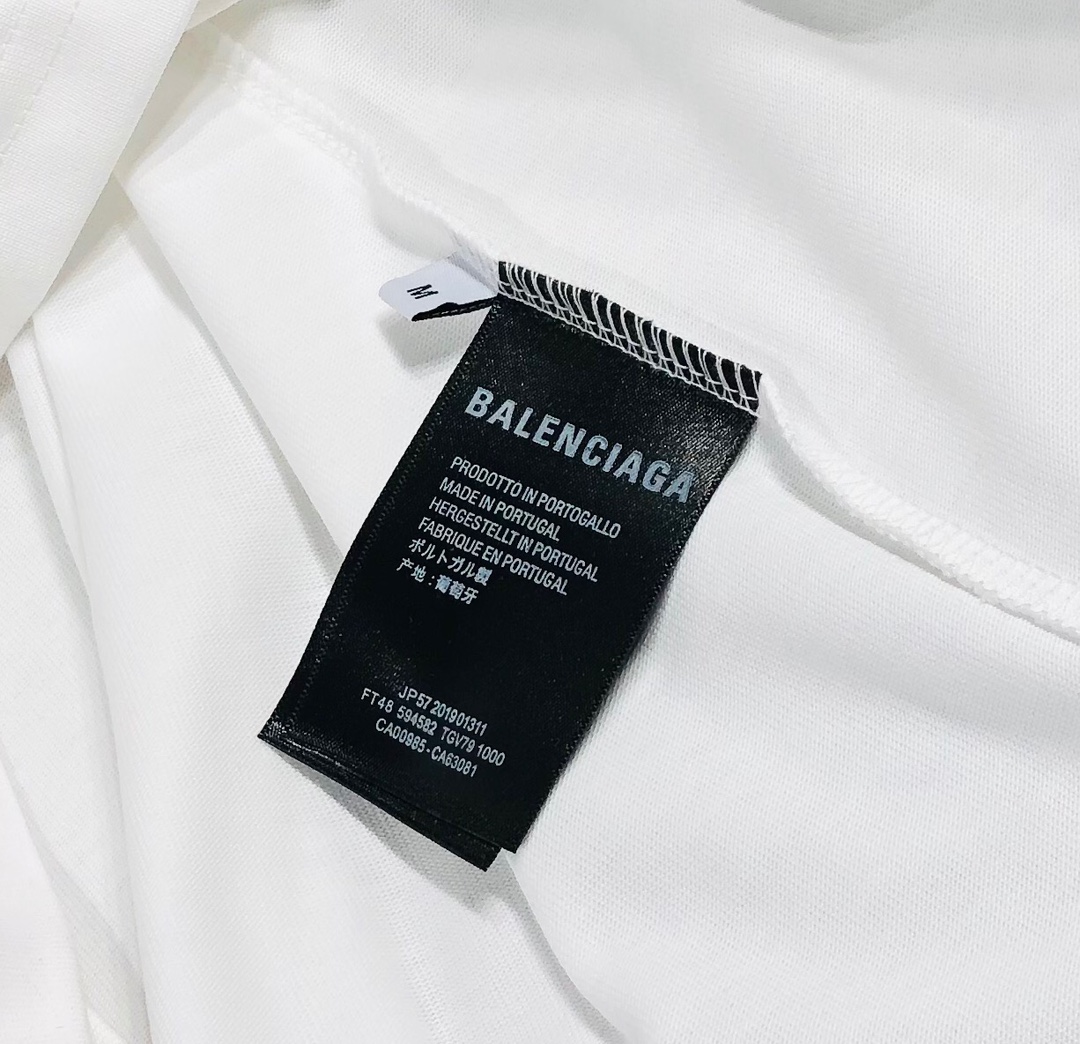 M
BALENCIAGA
PRODOTTO IN PORTOGALLO
MADE IN PORTUGAL
HERGESTELLT IN PORTUGAL
FABRIQUE EN PORTUGAL
ポルトガル製
产地:葡萄牙
JP57 201901311
FT48 594582 TGV79 1000
CA00985-CA63081